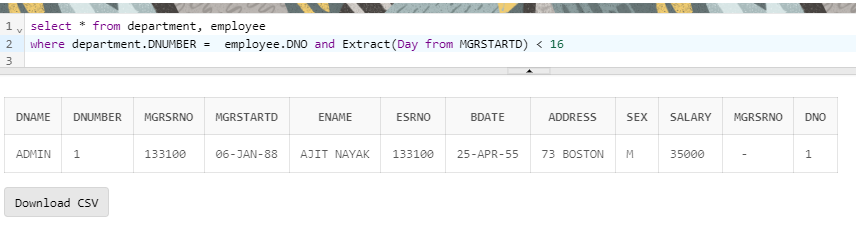 1 select * from department, employee
2 where department.DNUMBER =  employee.DNO and Extract(Day from MGRSTARTD) < 16
3
DNAME DNUMBER MGRSRNO MGRSTARTD ENAME ESRNO BDATE ADDRESS SEX SALARY MGRSRNO DNO
ADMIN 1 133100 06-JAN-88 AJIT NAYAK 133100 25-APR-55 73 BOSTON M 35000 - 1
Download CSV